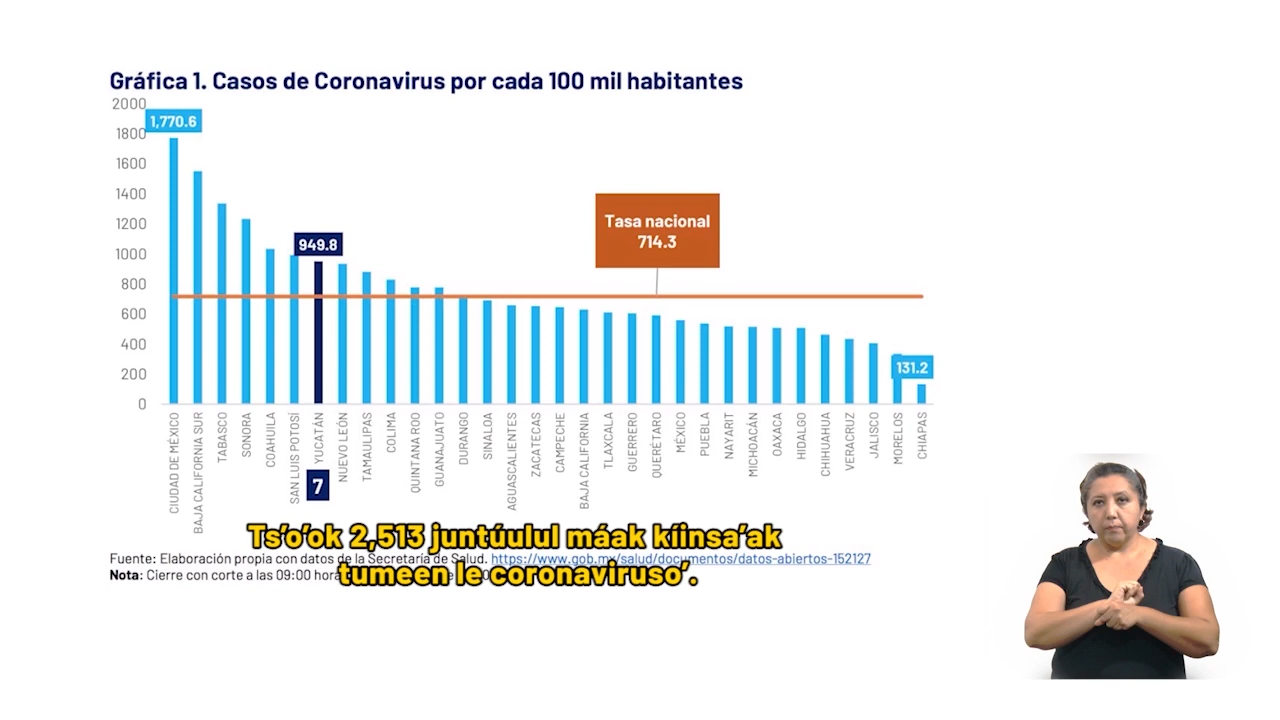 Gráfica 1. Casos de Coronavirus por cada 100 mil habitantes
2000
1,770.6
1800
1600
1400
1200
1000
800
600
400
200
0
949.8
Tasa nacional
714.3
131.2
CIUDAD DE MÉXICO
BAJA CALIFORNIA SUR
TABASCO
SONORA
COAHUILA
SAN LUIS POTOSÍ
YUCATÁN
NUEVO LEÓN
TAMAULIPAS
COLIMA
QUINTANA ROO
GUANAJUATO
DURANGO
SINALOA
AGUASCALIENTES
ZACATECAS
CAMPECHE
BAJA CALIFORNIA
TLAXCALA
GUERRERO
QUERÉTARO
MÉXICO
PUEBLA
NAYARIT
MICHOACÁN
OAXACA
HIDALGO
CHIHUAHUA
VERACRUZ
JALISCO
MORELOS
CHIAPAS
7
Ts'o'ok 2,513 juntúulul máak kíinsa'ak
tumeen le coronaviruso'.
Fuente: Elaboración propia con datos de la Secretaría de Salud. https://www.gob.mx/salud/documentos/datos-abiertos-152127
Nota: Cierre con corte a las 09:00